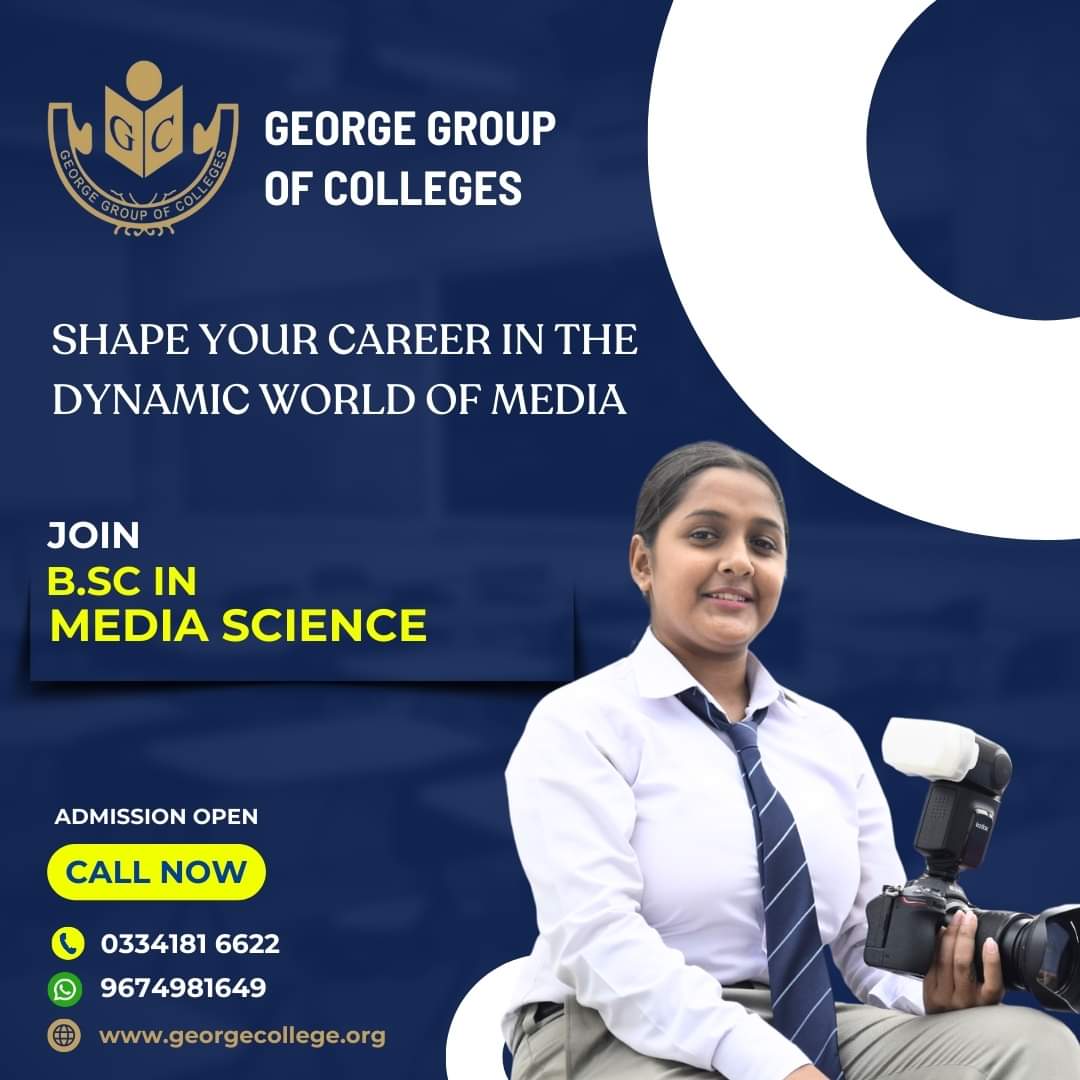 G C
GEORGE GROUP OF COLLEGES
GEORGE GROUP
OF COLLEGES
SHAPE YOUR CAREER IN THE
DYNAMIC WORLD OF MEDIA
JOIN
B.SC IN
MEDIA SCIENCE
ADMISSION OPEN
CALL NOW
0334181 6622
9674981649
www.georgecollege.org
Godox